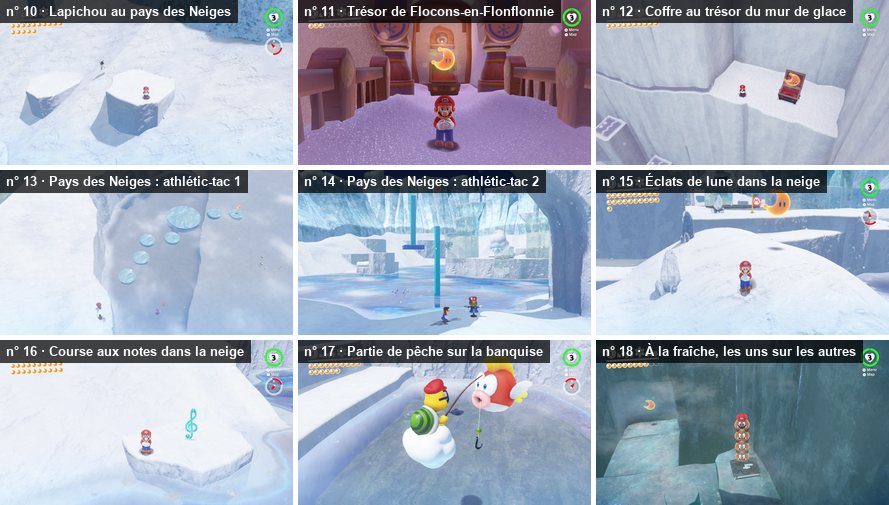 n° 10 · Lapichou au pays des Neiges
n° 11 · Trésor de Flocons-en-Flonflonnie
n° 12 · Coffre au trésor du mur de glace
n° 13 · Pays des Neiges : athlétic-tac 1
n° 14 · Pays des Neiges : athlétic-tac 2
n° 15 · Éclats de lune dans la neige
n° 16 · Course aux notes dans la neige
n° 17 · Partie de pêche sur la banquise
n° 18 · À la fraîche, les uns sur les autres